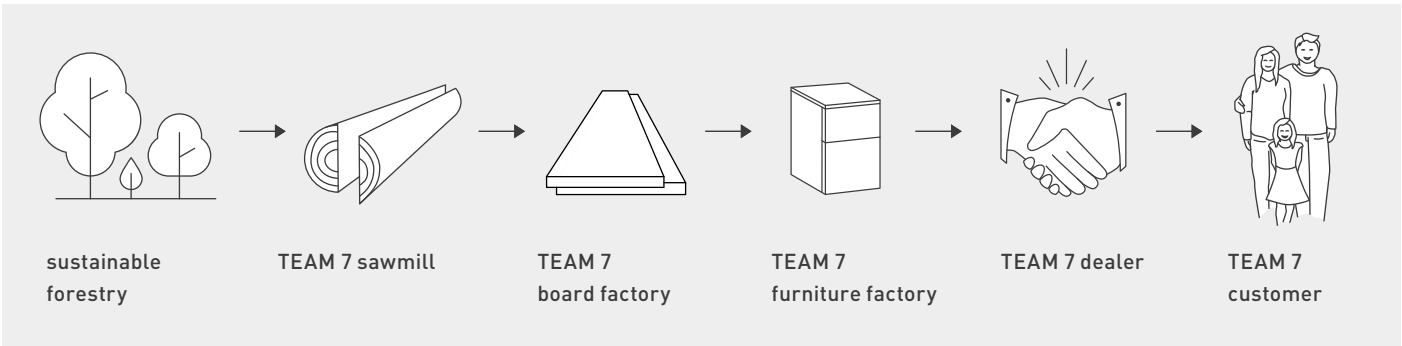 sustainable
forestry
TEAM 7 sawmill
TEAM 7
board factory
TEAM 7
furniture factory
TEAM 7 dealer
TEAM 7
customer